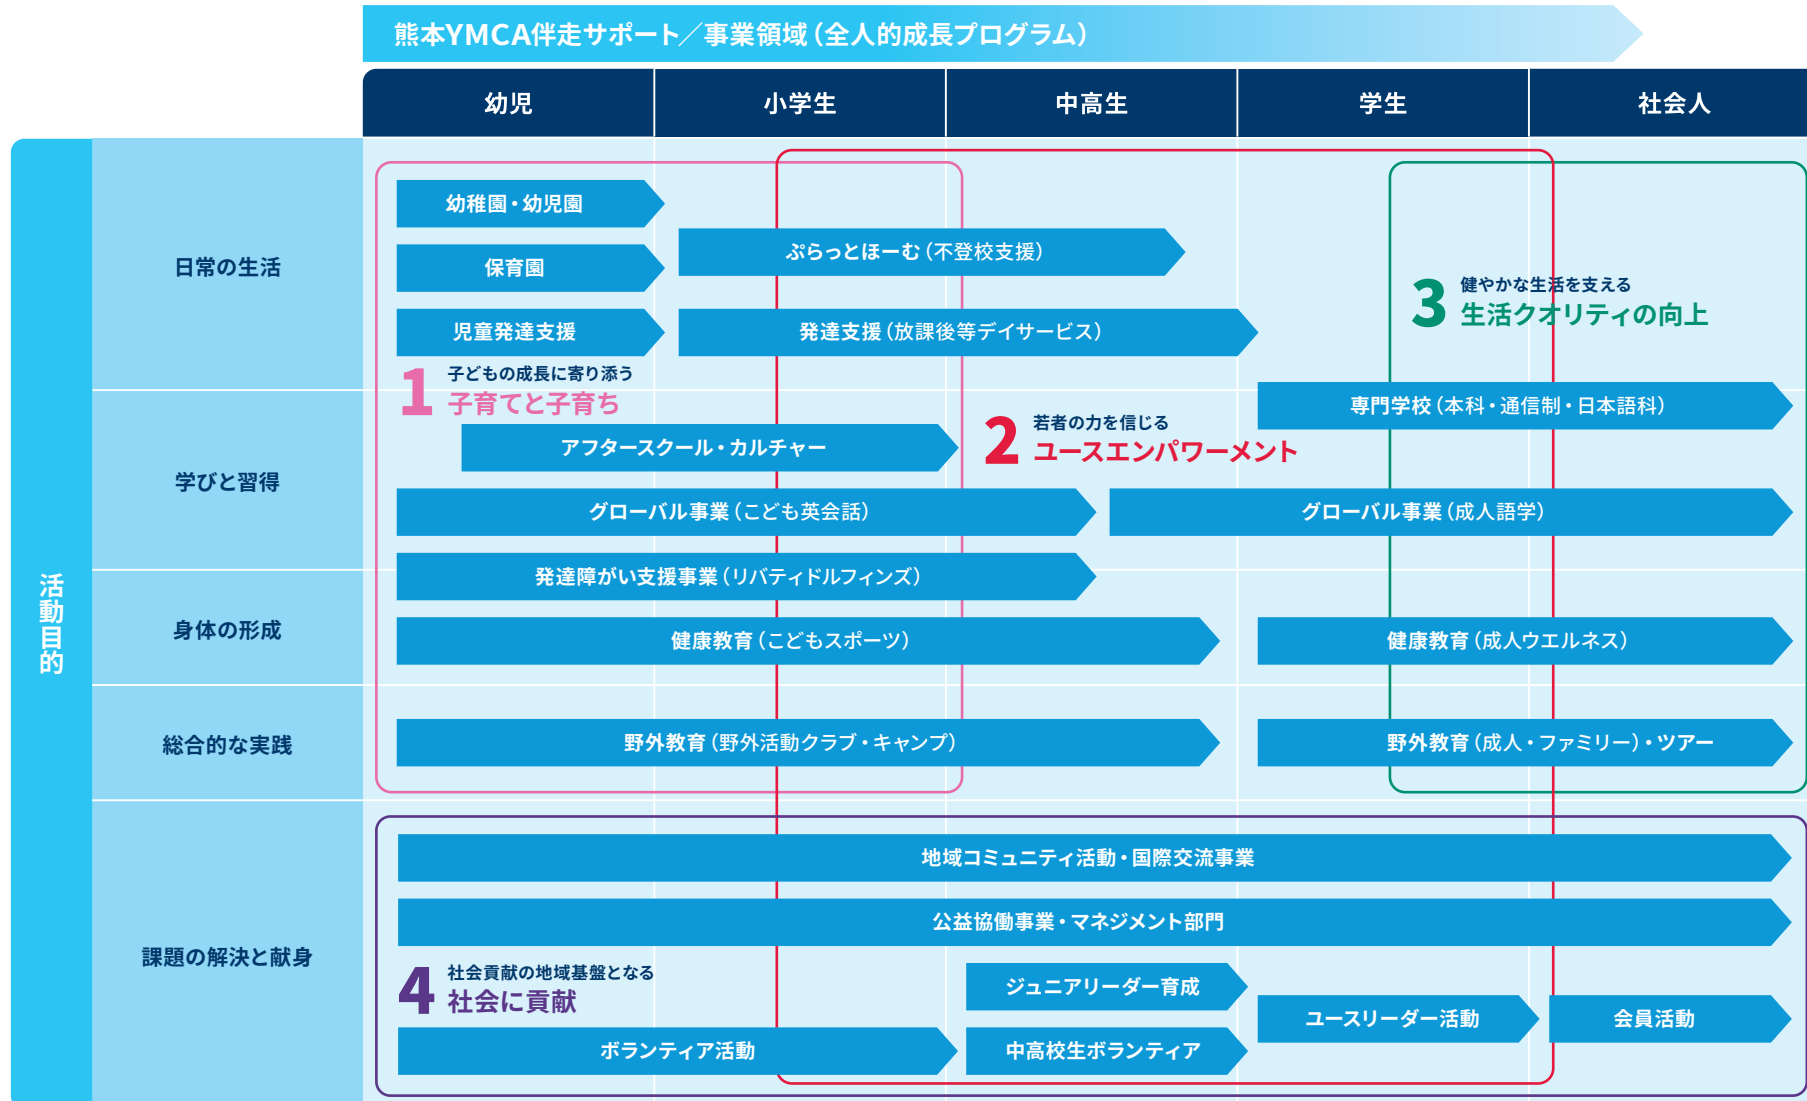 熊本YMCA伴走サポート／事業領域（全人的成長プログラム）
幼児
小学生
中高生
学生
社会人
活動目的
日常の生活
幼稚園・幼児園
保育園
児童発達支援
ぷらっとほーむ（不登校支援）
発達支援（放課後等デイサービス）
3
健やかな生活を支える
生活クオリティの向上
1
子どもの成長に寄り添う
子育てと子育ち
学びと習得
専門学校（本科・通信制・日本語科）
2
若者の力を信じる
ユースエンパワーメント
アフタースクール・カルチャー
グローバル事業（こども英会話）
グローバル事業（成人語学）
発達障がい支援事業（リバティドルフィンズ）
身体の形成
健康教育（こどもスポーツ）
健康教育（成人ウエルネス）
総合的な実践
野外教育（野外活動クラブ・キャンプ）
野外教育（成人・ファミリー）・ツアー
課題の解決と献身
地域コミュニティ活動・国際交流事業
公益協働事業・マネジメント部門
4
社会貢献の地域基盤となる
社会に貢献
ジュニアリーダー育成
ユースリーダー活動
会員活動
ボランティア活動
中高校生ボランティア